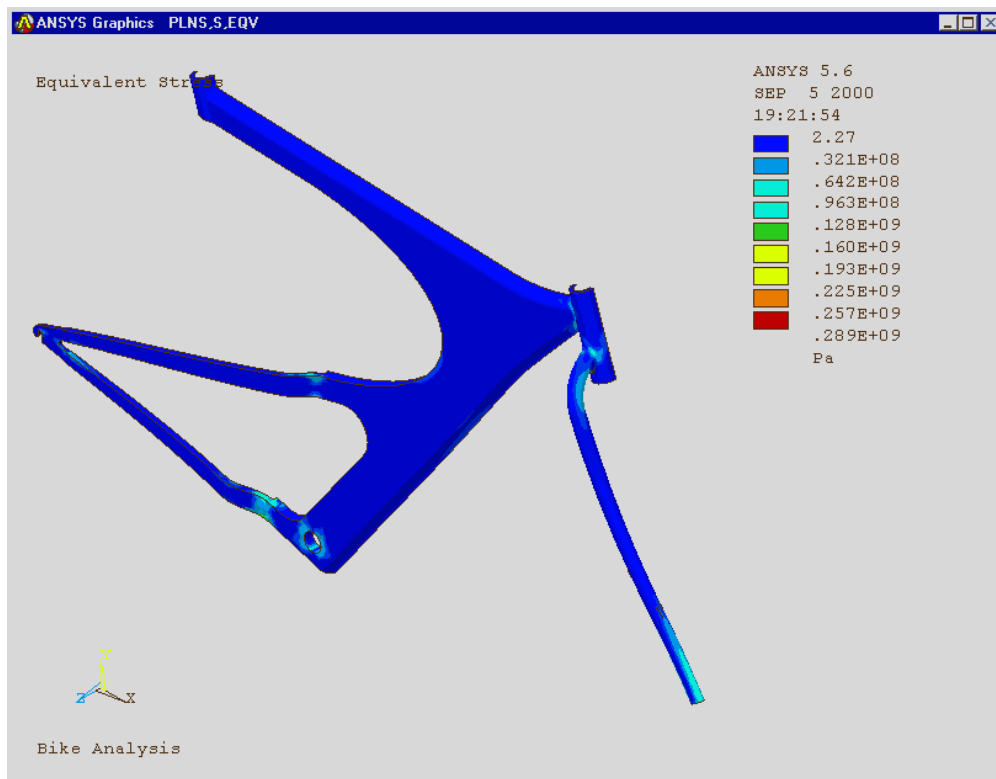 ANSYS Graphics PLNS,S,EQV
Equivalent Stress
ANSYS 5.6
SEP 5 2000
19:21:54
2.27
.321E+08
.642E+08
.963E+08
.128E+09
.160E+09
.193E+09
.225E+09
.257E+09
.289E+09
Pa
Y
Z
X
Bike Analysis